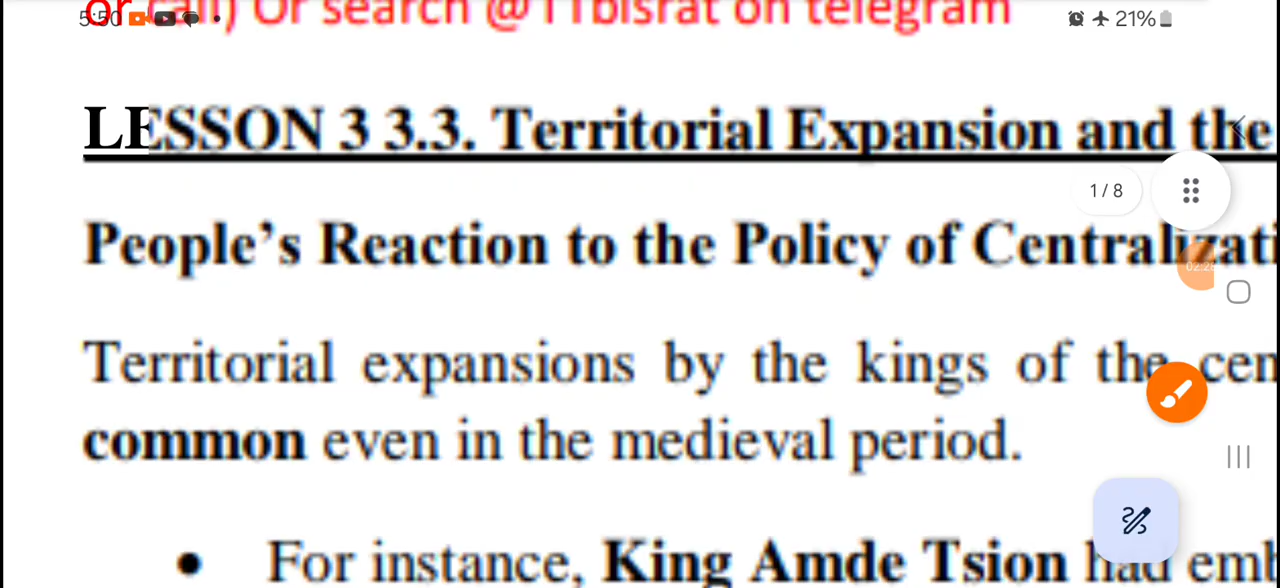 or call) Or search @11bisrat on telegram
5:50 21%
LESSON 3 3.3. Territorial Expansion and the
1 / 8
People's Reaction to the Policy of Centralizati
02:28
Territorial expansions by the kings of the cen
common even in the medieval period.
• For instance, King Amde Tsion had emb